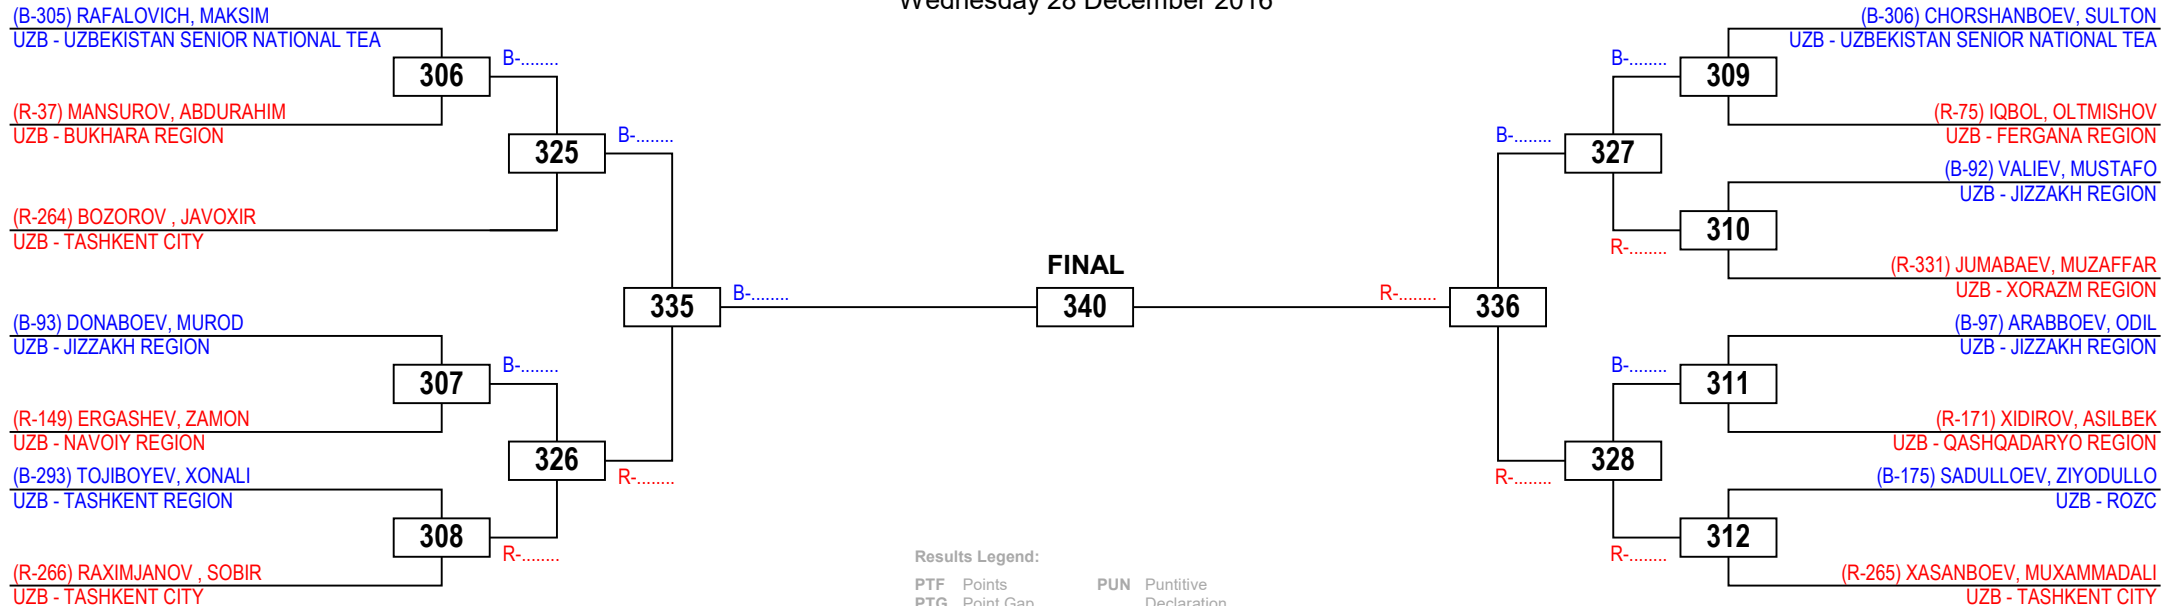 Wednesday 28 December 2016
(B-305) RAFALOVICH, MAKSIM
UZB - UZBEKISTAN SENIOR NATIONAL TEA
306
B-........
(R-37) MANSUROV, ABDURAHIM
UZB - BUKHARA REGION
325
B-........
(R-264) BOZOROV , JAVOXIR
UZB - TASHKENT CITY
335
B-........
(B-93) DONABOEV, MUROD
UZB - JIZZAKH REGION
307
B-........
(R-149) ERGASHEV, ZAMON
UZB - NAVOIY REGION
326
R-........
(B-293) TOJIBOYEV, XONALI
UZB - TASHKENT REGION
308
R-........
(R-266) RAXIMJANOV , SOBIR
UZB - TASHKENT CITY
FINAL
340
(B-306) CHORSHANBOEV, SULTON
UZB - UZBEKISTAN SENIOR NATIONAL TEA
B-........
309
(R-75) IQBOL, OLTMISHOV
UZB - FERGANA REGION
B-........
327
(B-92) VALIEV, MUSTAFO
UZB - JIZZAKH REGION
310
R-........
(R-331) JUMABAEV, MUZAFFAR
UZB - XORAZM REGION
R-........
336
(B-97) ARABBOEV, ODIL
UZB - JIZZAKH REGION
B-........
311
(R-171) XIDIROV, ASILBEK
UZB - QASHQADARYO REGION
328
R-........
(B-175) SADULLOEV, ZIYODULLO
UZB - ROZC
312
R-........
(R-265) XASANBOEV, MUXAMMADALI
UZB - TASHKENT CITY
Results Legend:
PTF Points PUN Puntitive
PTG Point Gap Declaration